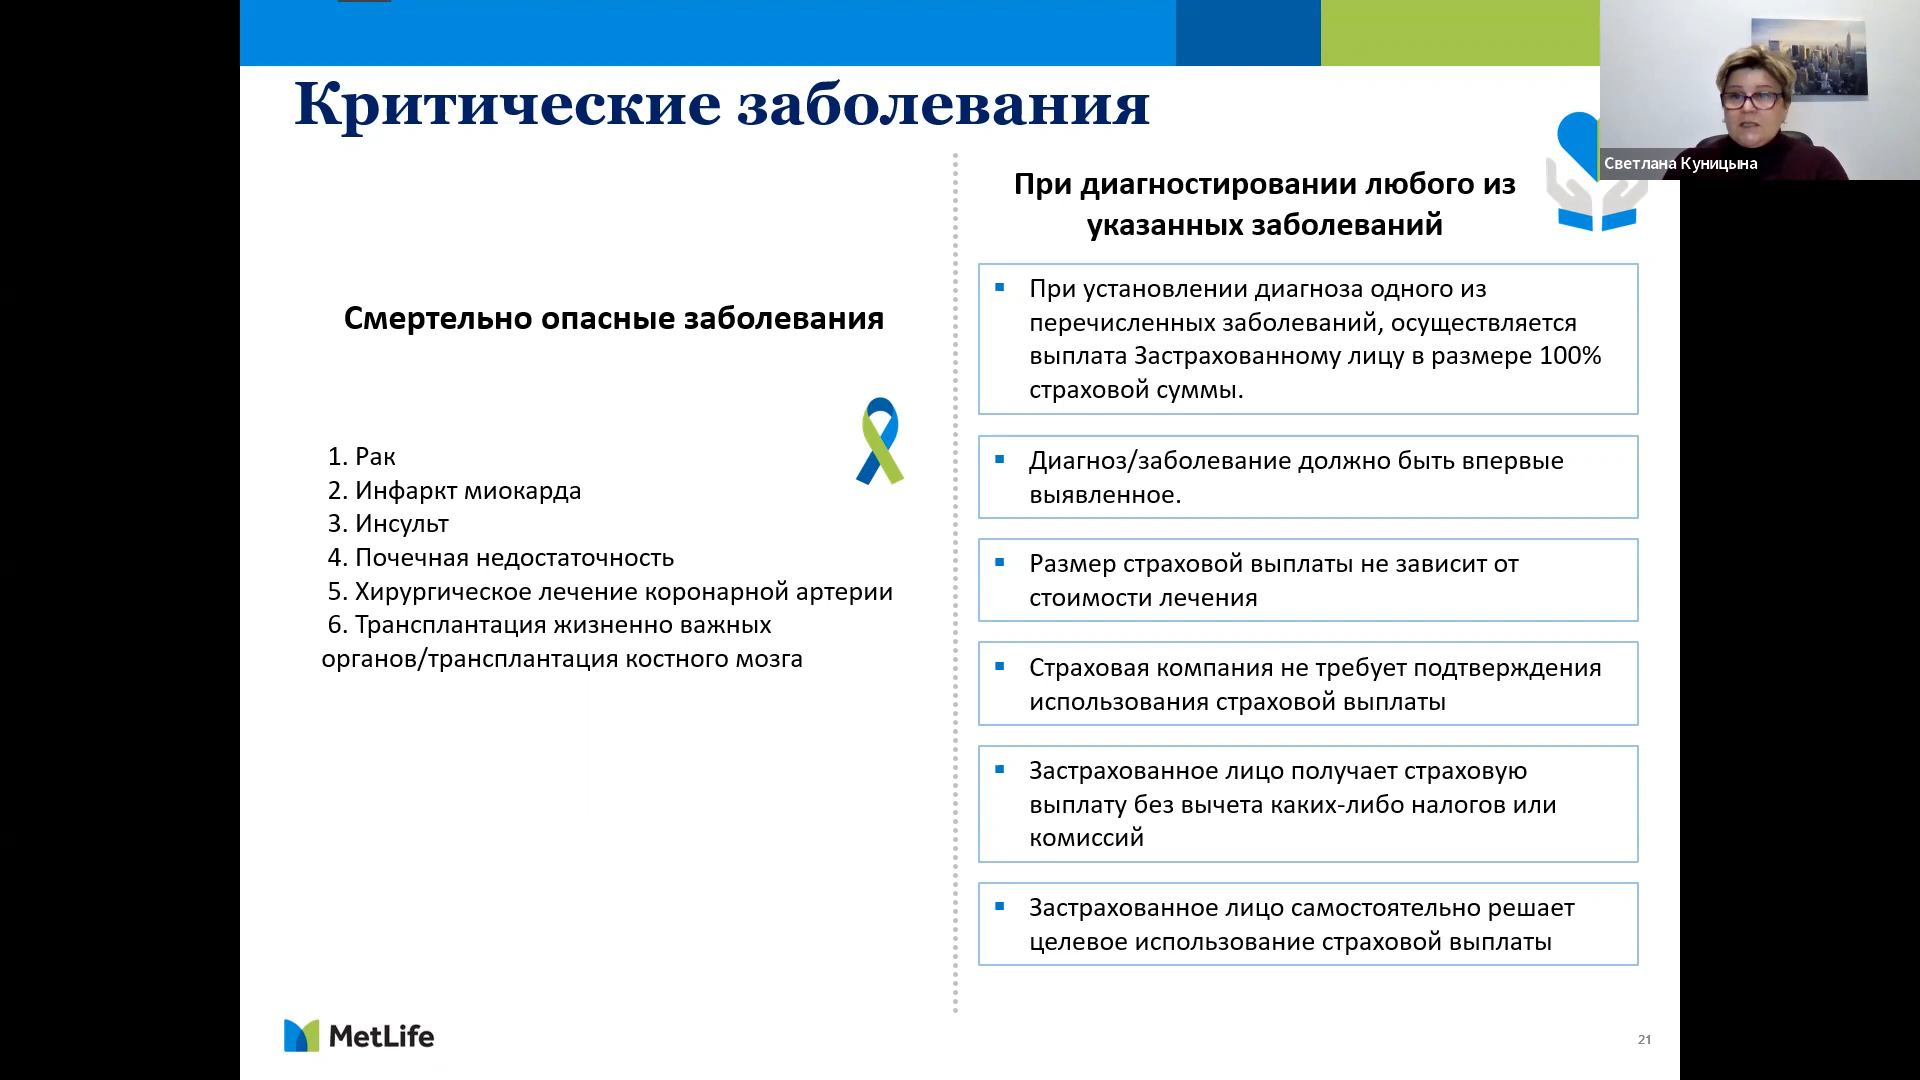 Критические заболевания
Светлана Куницына
Смертельно опасные заболевания
1. Рак
2. Инфаркт миокарда
3. Инсульт
4. Почечная недостаточность
5. Хирургическое лечение коронарной артерии
6. Трансплантация жизненно важных
органов/трансплантация костного мозга
При диагностировании любого из
указанных заболеваний
▪ При установлении диагноза одного из
перечисленных заболеваний, осуществляется
выплата Застрахованному лицу в размере 100%
страховой суммы.
▪ Диагноз/заболевание должно быть впервые
выявленное.
▪ Размер страховой выплаты не зависит от
стоимости лечения
▪ Страховая компания не требует подтверждения
использования страховой выплаты
▪ Застрахованное лицо получает страховую
выплату без вычета каких-либо налогов или
комиссий
▪ Застрахованное лицо самостоятельно решает
целевое использование страховой выплаты
MetLife
21